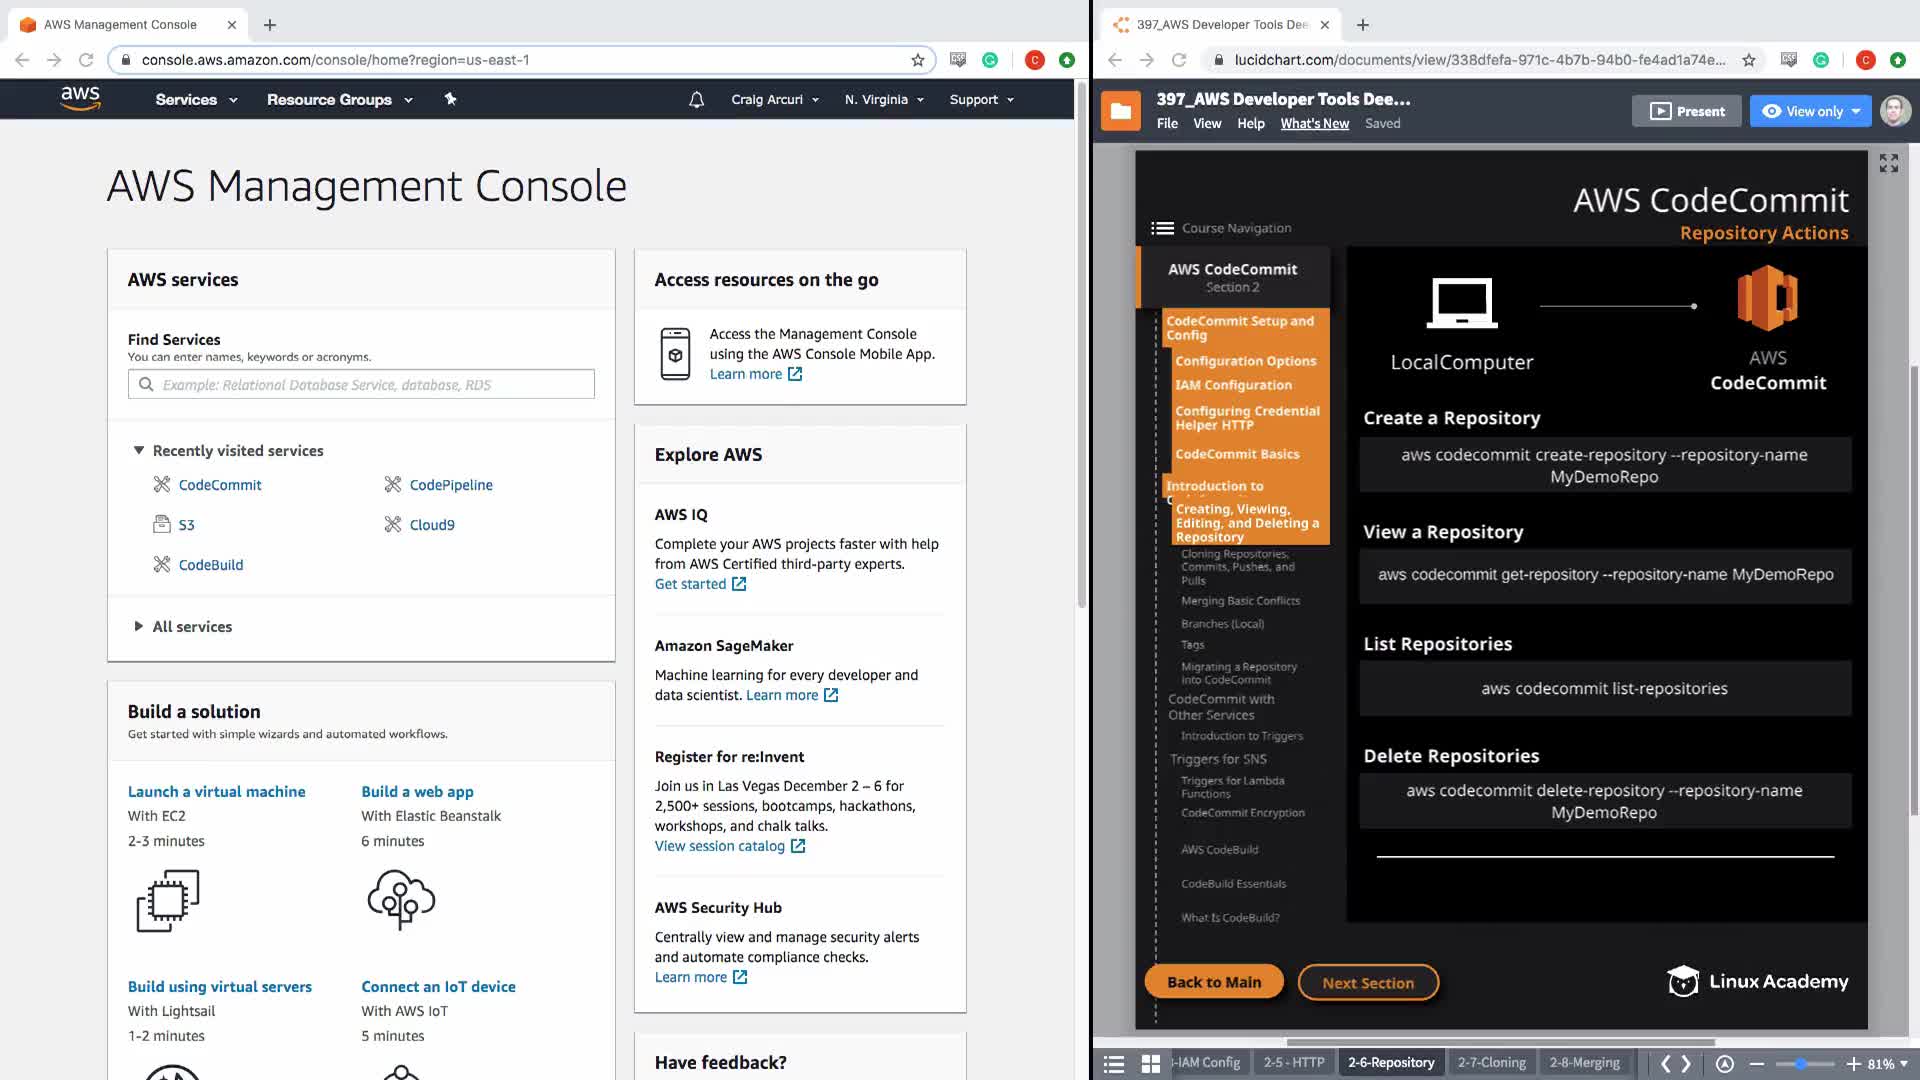 AWS Management Console
console.aws.amazon.com/console/home?region=us-east-1
aws
Services
Resource Groups
Craig Arcuri
N. Virginia
Support
AWS Management Console
AWS services
Find Services
You can enter names, keywords or acronyms.
Example: Relational Database Service, database, RDS
Recently visited services
CodeCommit
CodePipeline
S3
Cloud9
CodeBuild
All services
Build a solution
Get started with simple wizards and automated workflows.
Launch a virtual machine
With EC2
2-3 minutes
Build a web app
With Elastic Beanstalk
6 minutes
Build using virtual servers
With Lightsail
1-2 minutes
Connect an IoT device
With AWS IoT
5 minutes
Access resources on the go
Access the Management Console
using the AWS Console Mobile App.
Learn more
Explore AWS
AWS IQ
Complete your AWS projects faster with help
from AWS Certified third-party experts.
Get started
Amazon SageMaker
Machine learning for every developer and
data scientist. Learn more
Register for re:Invent
Join us in Las Vegas December 2 – 6 for
2,500+ sessions, bootcamps, hackathons,
workshops, and chalk talks.
View session catalog
AWS Security Hub
Centrally view and manage security alerts
and automate compliance checks.
Learn more
Have feedback?
397_AWS Developer Tools Dee
lucidchart.com/documents/view/338dfefa-971c-4b7b-94b0-fe4ad1a74e...
C
C
397_AWS Developer Tools Dee...
File
View
Help
What's New
Saved
Present
View only
AWS CodeCommit
Repository Actions
Course Navigation
AWS CodeCommit
Section 2
CodeCommit Setup and
Config
Configuration Options
IAM Configuration
Configuring Credential
Helper HTTP
CodeCommit Basics
Introduction to
Creating, Viewing,
Editing, and Deleting a
Repository
Cloning Repositories,
Commits, Pushes, and
Pulls
Merging Basic Conflicts
Branches (Local)
Tags
Migrating a Repository
into CodeCommit
CodeCommit with
Other Services
Introduction to Triggers
Triggers for SNS
Triggers for Lambda
Functions
CodeCommit Encryption
AWS CodeBuild
CodeBuild Essentials
What Is CodeBuild?
LocalComputer
AWS
CodeCommit
Create a Repository
aws codecommit create-repository --repository-name
MyDemoRepo
View a Repository
aws codecommit get-repository --repository-name MyDemoRepo
List Repositories
aws codecommit list-repositories
Delete Repositories
aws codecommit delete-repository --repository-name
MyDemoRepo
Back to Main
Next Section
Linux Academy
-IAM Config
2-5 - HTTP
2-6-Repository
2-7-Cloning
2-8-Merging
81%